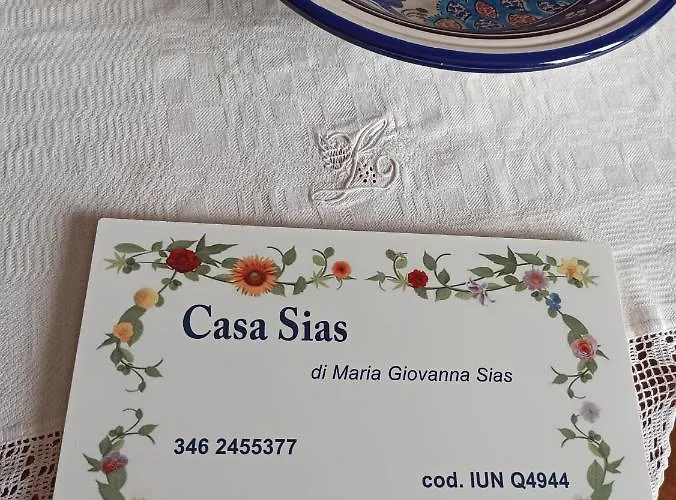 Casa Sias
di Maria Giovanna Sias
346 2455377
cod. IUN Q4944